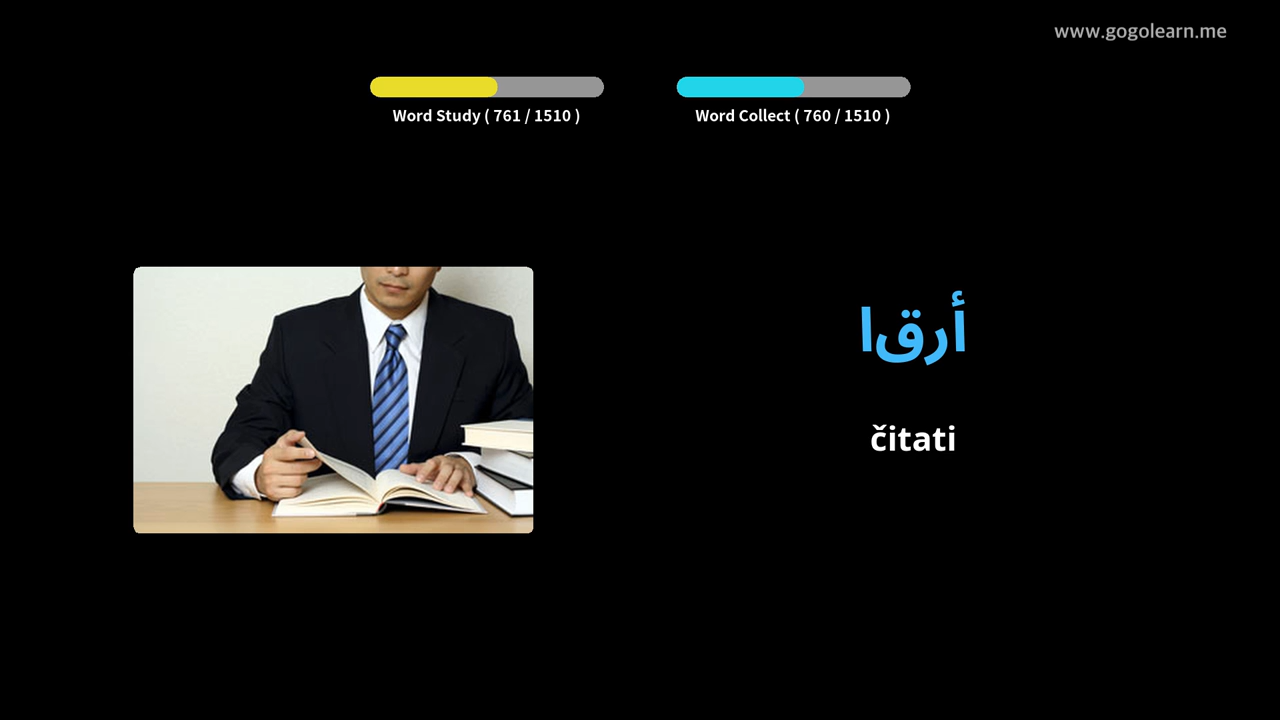 www.gogolearn.me
Word Study ( 761 / 1510 )
Word Collect ( 760 / 1510 )
أرقا
čitati